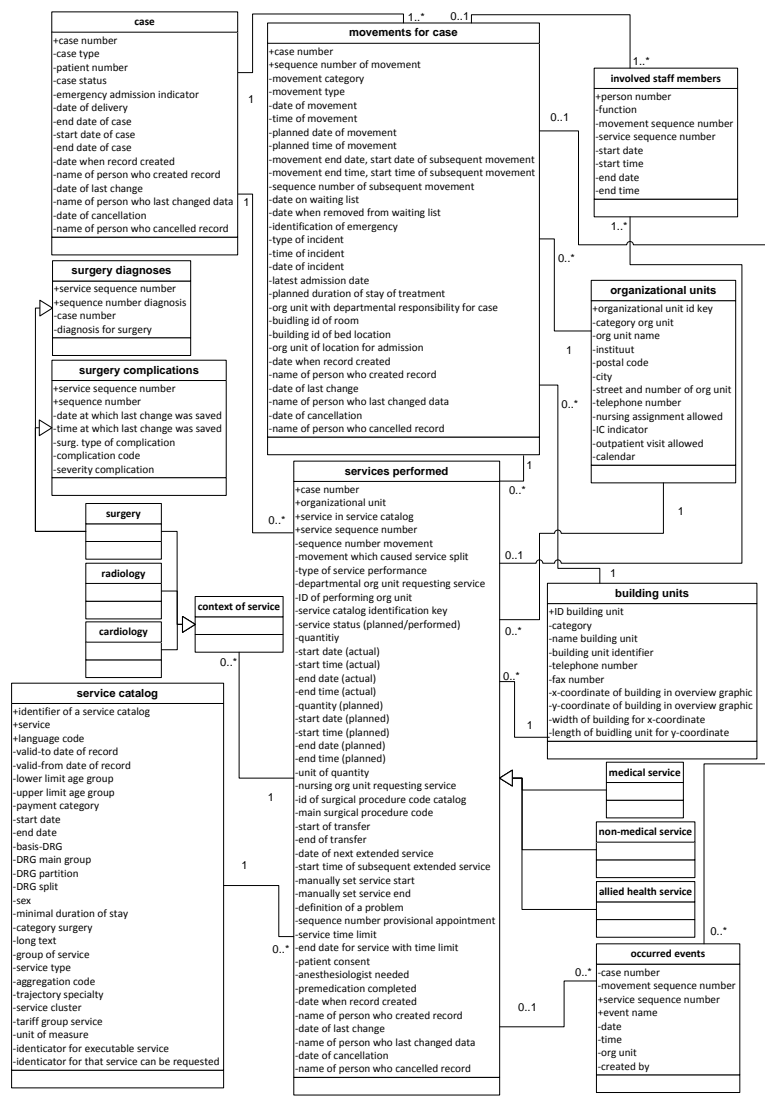 case
+case number
-case type
-patient number
-case status
-emergency admission indicator
-date of delivery
-end date of case
-start date of case
-end date of case
-date when record created
-name of person who created record
-date of last change
-name of person who last changed data
-date of cancellation
-name of person who cancelled record
1
1
1..*
0..1
movements for case
+case number
+sequence number of movement
-movement category
-movement type
-date of movement
-time of movement
-planned date of movement
-planned time of movement
-movement end date, start date of subsequent movement
-movement end time, start time of subsequent movement
-sequence number of subsequent movement
-date on waiting list
-date when removed from waiting list
-identification of emergency
-type of incident
-time of incident
-date of incident
-latest admission date
-planned duration of stay of treatment
-org unit with departmental responsibility for case
-buidling id of room
-building id of bed location
-org unit of location for admission
-date when record created
-name of person who created record
-date of last change
-name of person who last changed data
-date of cancellation
-name of person who cancelled record
1..*
0..1
0..*
1
0..*
1
0..*
involved staff members
+person number
-function
-movement sequence number
-service sequence number
-start date
-start time
-end date
-end time
1..*
organizational units
+organizational unit id key
-category org unit
-org unit name
-instituut
-postal code
-city
-street and number of org unit
-telephone number
-nursing assignment allowed
-IC indicator
-outpatient visit allowed
-calendar
1
surgery diagnoses
+service sequence number
+sequence number diagnosis
-case number
-diagnosis for surgery
surgery complications
+service sequence number
+sequence number
-date at which last change was saved
-time at which last change was saved
-surg. type of complication
-complication code
-severity complication
surgery
radiology
cardiology
context of service
0..*
0..*
1
services performed
+case number
+organizational unit
+service in service catalog
+service sequence number
-sequence number movement
-movement which caused service split
-type of service performance
-departmental org unit requesting service
-ID of performing org unit
-service catalog identification key
-service status (planned/performed)
-quantitiy
-start date (actual)
-start time (actual)
-end date (actual)
-end time (actual)
-quantity (planned)
-start date (planned)
-start time (planned)
-end date (planned)
-end time (planned)
-unit of quantity
-nursing org unit requesting service
-id of surgical procedure code catalog
-main surgical procedure code
-start of transfer
-end of transfer
-date of next extended service
-start time of subsequent extended service
-manually set service start
-manually set service end
-definition of a problem
-sequence number provisional appointment
-service time limit
-end date for service with time limit
-patient consent
-anesthesiologist needed
-premedication completed
-date when record created
-name of person who created record
-date of last change
-name of person who last changed data
-date of cancellation
-name of person who cancelled record
0..1
1
0..*
0..*
1
building units
+ID building unit
-category
-name building unit
-building unit identifier
-telephone number
-fax number
-x-coordinate of building in overview graphic
-y-coordinate of building in overview graphic
-width of building for x-coordinate
-length of buidling unit for y-coordinate
service catalog
+identifier of a service catalog
+service
+language code
-valid-to date of record
-valid-from date of record
-lower limit age group
-upper limit age group
-payment category
-start date
-end date
-basis-DRG
-DRG main group
-DRG partition
-DRG split
-sex
-minimal duration of stay
-category surgery
-long text
-group of service
-service type
-aggregation code
-trajectory specialty
-service cluster
-tariff group service
-unit of measure
-identicator for executable service
-identicator for that service can be requested
1
0..*
medical service
non-medical service
allied health service
0..*
0..*
0..1
occurred events
-case number
-movement sequence number
+service sequence number
+event name
-date
-time
-org unit
-created by